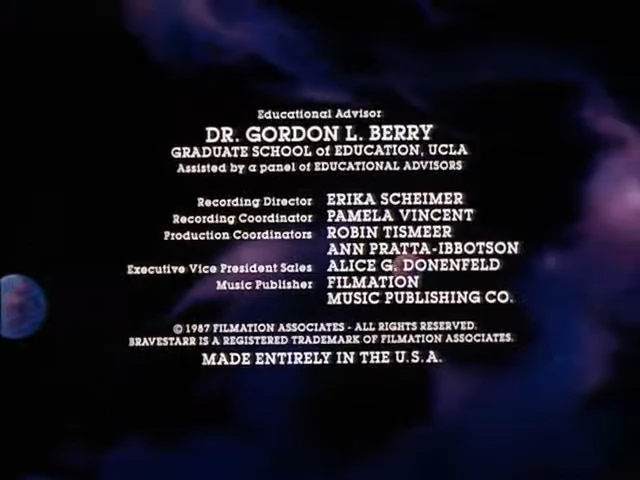 Educational Advisor
DR. GORDON L. BERRY
GRADUATE SCHOOL of EDUCATION, UCLA
Assisted by a panel of EDUCATIONAL ADVISORS
Recording Director ERIKA SCHEIMER
Recording Coordinator PAMELA VINCENT
Production Coordinators ROBIN TISMEER
ANN PRATTA-IBBOTSON
Executive Vice President Sales ALICE G. DONENFELD
Music Publisher FILMATION
MUSIC PUBLISHING CO.
© 1987 FILMATION ASSOCIATES - ALL RIGHTS RESERVED.
BRAVESTARR IS A REGISTERED TRADEMARK OF FILMATION ASSOCIATES.
MADE ENTIRELY IN THE U.S.A.